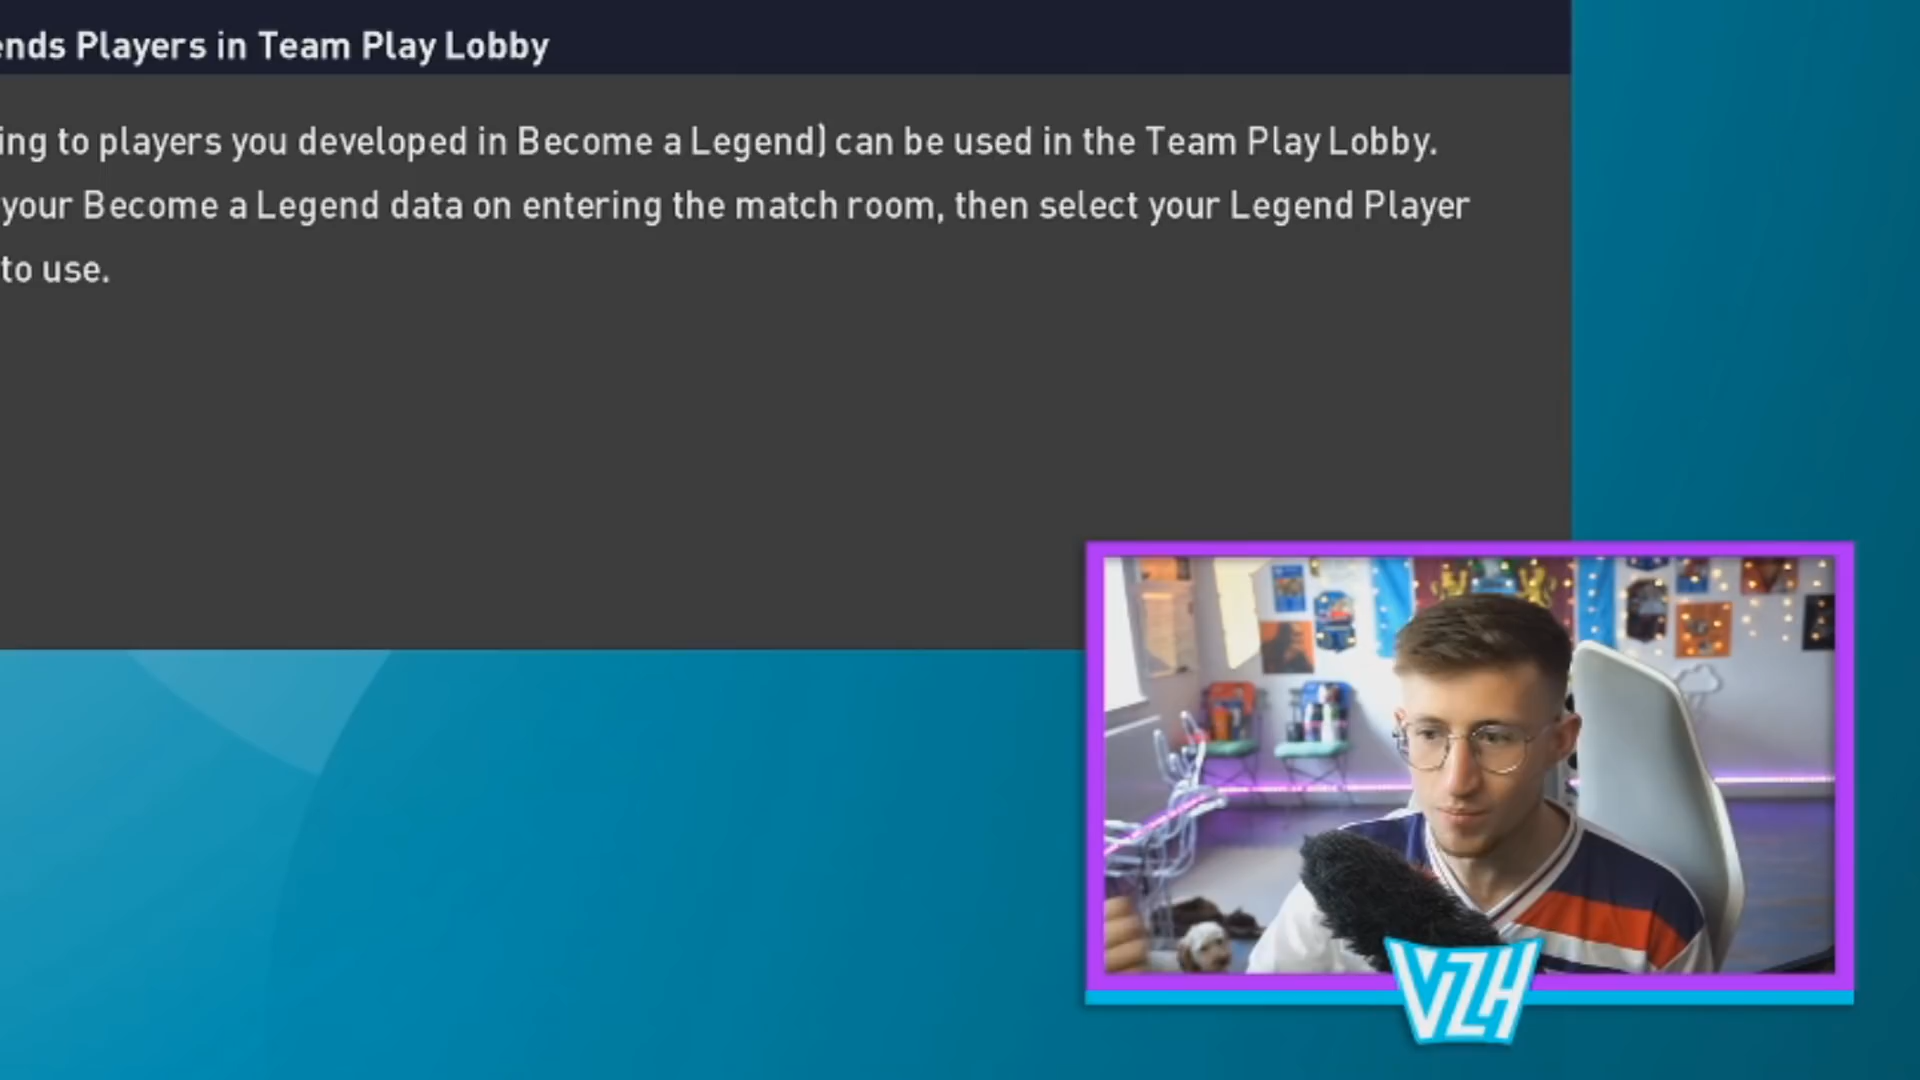 ends Players in Team Play Lobby
ing to players you developed in Become a Legend) can be used in the Team Play Lobby.
your Become a Legend data on entering the match room, then select your Legend Player
to use.
VZH